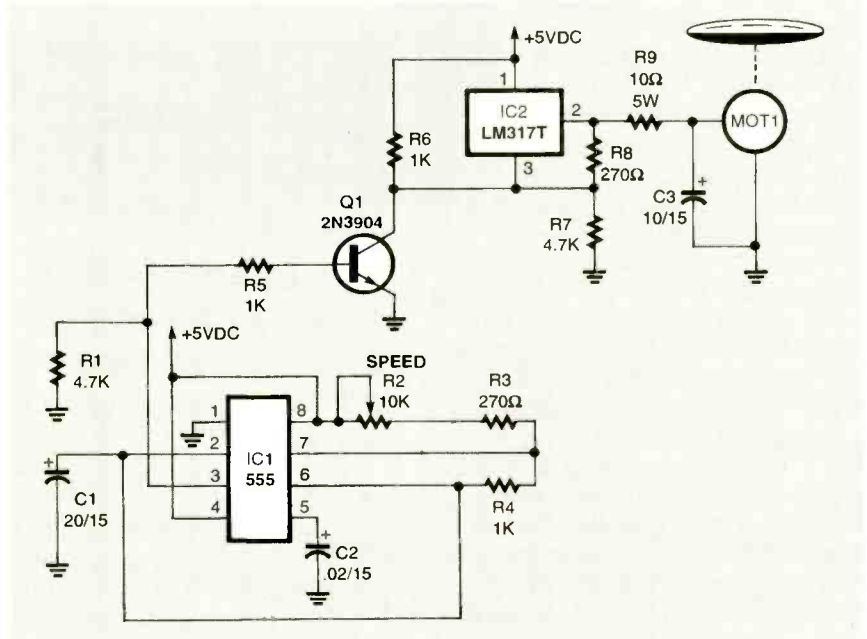 +5VDC
R9
10Ω
5W
1
IC2
LM317T
2
3
MOT1
R6
1K
R8
270Ω
C3
10/15
+
R7
4.7K
Q1
2N3904
R5
1K
+5VDC
R1
4.7K
SPEED
R2
10K
R3
270Ω
1
2
3
4
IC1
555
8
7
6
5
R4
1K
+
C1
20/15
+
C2
.02/15